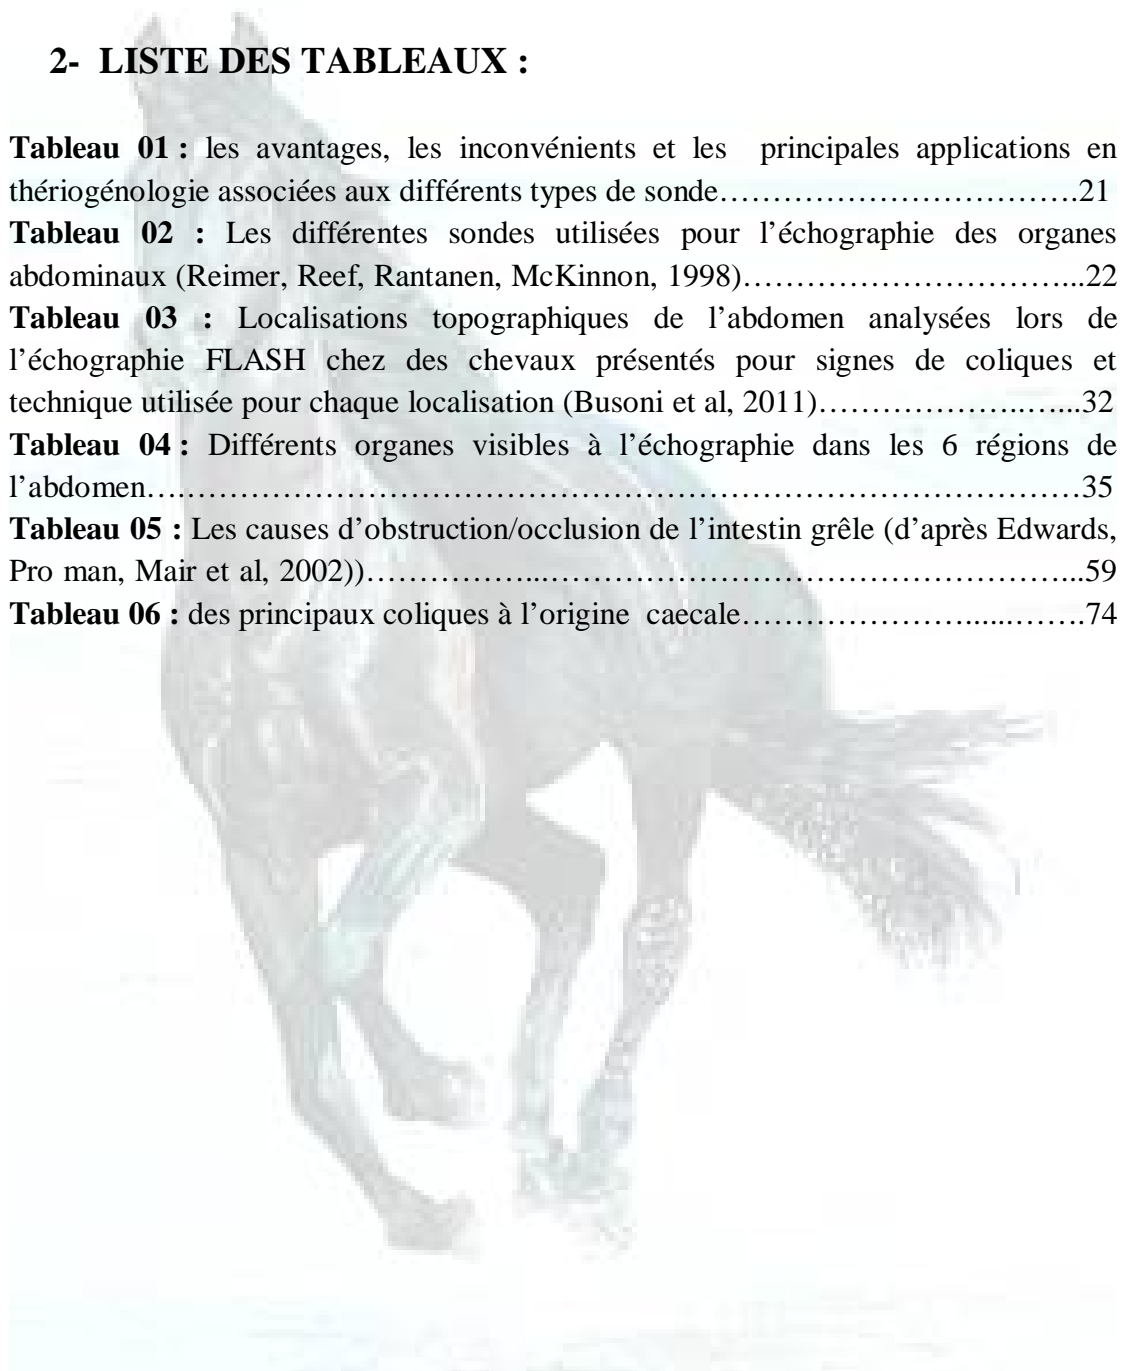 2- LISTE DES TABLEAUX :
Tableau 01 : les avantages, les inconvénients et les principales applications en
thériogénologie associées aux différents types de sonde…………………………….21
Tableau 02 : Les différentes sondes utilisées pour l’échographie des organes
abdominaux (Reimer, Reef, Rantanen, McKinnon, 1998)…………………………...22
Tableau 03 : Localisations topographiques de l’abdomen analysées lors de
l’échographie FLASH chez des chevaux présentés pour signes de coliques et
technique utilisée pour chaque localisation (Busoni et al, 2011)………………..…...32
Tableau 04 : Différents organes visibles à l’échographie dans les 6 régions de
l’abdomen….……………………………………………………………………………35
Tableau 05 : Les causes d’obstruction/occlusion de l’intestin grêle (d’après Edwards,
Pro man, Mair et al, 2002))……………...…………………………………………...59
Tableau 06 : des principaux coliques à l’origine caecale………………….....…….74